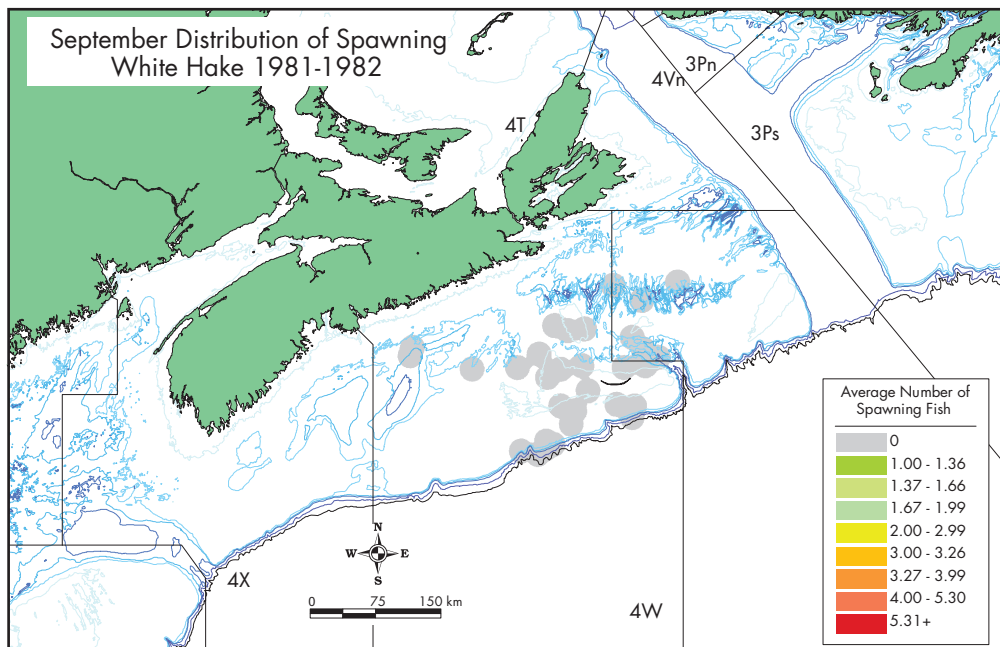 September Distribution of Spawning
White Hake 1981-1982
4T
4Vn
3Pn
3Ps
4X
4W
N
W E
S
0 75 150 km
Average Number of
Spawning Fish
0
1.00 - 1.36
1.37 - 1.66
1.67 - 1.99
2.00 - 2.99
3.00 - 3.26
3.27 - 3.99
4.00 - 5.30
5.31+